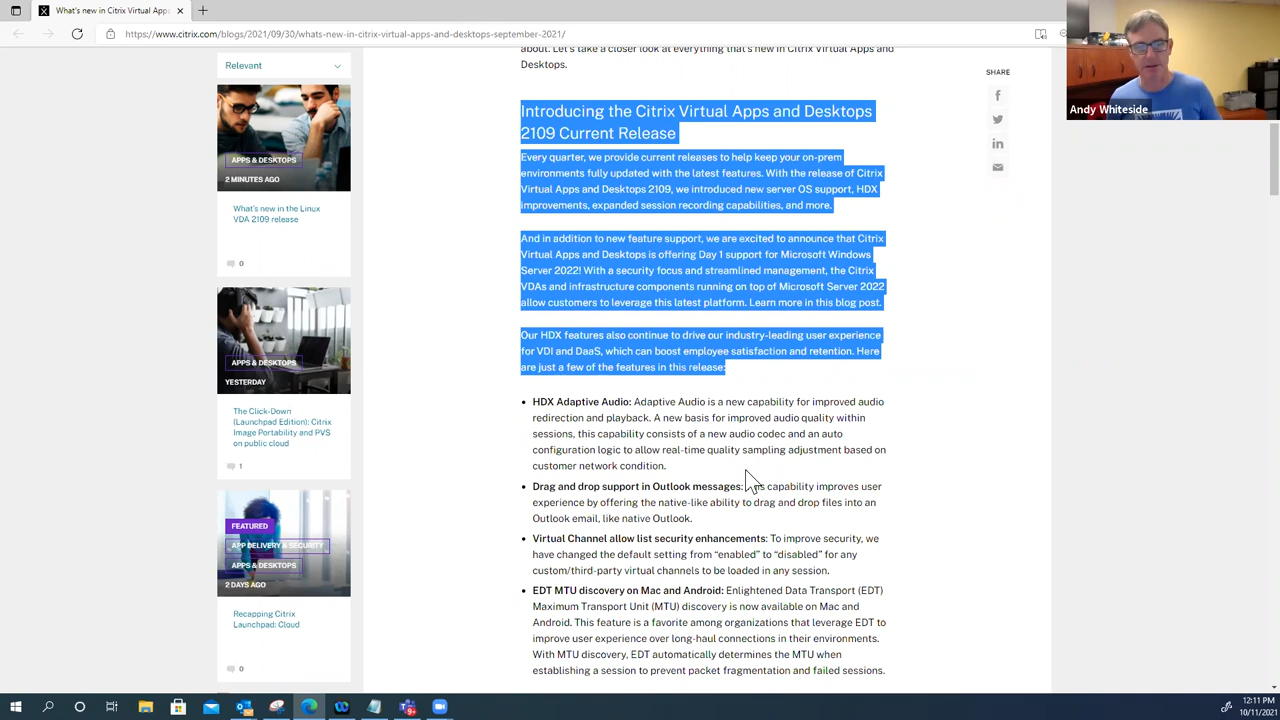 What's new in Citrix Virtual Apps
https://www.citrix.com/blogs/2021/09/30/whats-new-in-citrix-virtual-apps-and-desktops-september-2021/
Andy Whiteside
Relevant
APPS & DESKTOPS
2 MINUTES AGO
What's new in the Linux
VDA 2109 release
0
APPS & DESKTOPS
YESTERDAY
The Click-Down
(Launchpad Edition): Citrix
Image Portability and PVS
on public cloud
1
FEATURED
APP DELIVERY & SECURITY
APPS & DESKTOPS
2 DAYS AGO
Recapping Citrix
Launchpad: Cloud
0
about. Let's take a closer look at everything that's new in Citrix Virtual Apps and
Desktops.
Introducing the Citrix Virtual Apps and Desktops
2109 Current Release
Every quarter, we provide current releases to help keep your on-prem
environments fully updated with the latest features. With the release of Citrix
Virtual Apps and Desktops 2109, we introduced new server OS support, HDX
improvements, expanded session recording capabilities, and more.
And in addition to new feature support, we are excited to announce that Citrix
Virtual Apps and Desktops is offering Day 1 support for Microsoft Windows
Server 2022! With a security focus and streamlined management, the Citrix
VDAs and infrastructure components running on top of Microsoft Server 2022
allow customers to leverage this latest platform. Learn more in this blog post.
Our HDX features also continue to drive our industry-leading user experience
for VDI and DaaS, which can boost employee satisfaction and retention. Here
are just a few of the features in this release:
• HDX Adaptive Audio: Adaptive Audio is a new capability for improved audio
redirection and playback. A new basis for improved audio quality within
sessions, this capability consists of a new audio codec and an auto
configuration logic to allow real-time quality sampling adjustment based on
customer network condition.
• Drag and drop support in Outlook messages: capability improves user
experience by offering the native-like ability to drag and drop files into an
Outlook email, like native Outlook.
• Virtual Channel allow list security enhancements: To improve security, we
have changed the default setting from “enabled” to “disabled” for any
custom/third-party virtual channels to be loaded in any session.
• EDT MTU discovery on Mac and Android: Enlightened Data Transport (EDT)
Maximum Transport Unit (MTU) discovery is now available on Mac and
Android. This feature is a favorite among organizations that leverage EDT to
improve user experience over long-haul connections in their environments.
With MTU discovery, EDT automatically determines the MTU when
establishing a session to prevent packet fragmentation and failed sessions.
SHARE
12:11 PM
10/11/2021